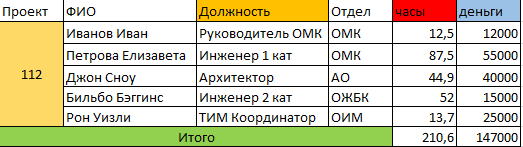 Проект ФИО Должность Отдел часы деньги
Иванов Иван Руководитель ОМК ОМК 12,5 12000
Петрова Елизавета Инженер 1 кат ОМК 87,5 55000
112 Джон Сноу Архитектор АО 44,9 40000
Бильбо Бэггинс Инженер 2 кат ОЖБК 52 15000
Рон Уизли ТИМ Координатор ОИМ 13,7 25000
Итого 210,6 147000